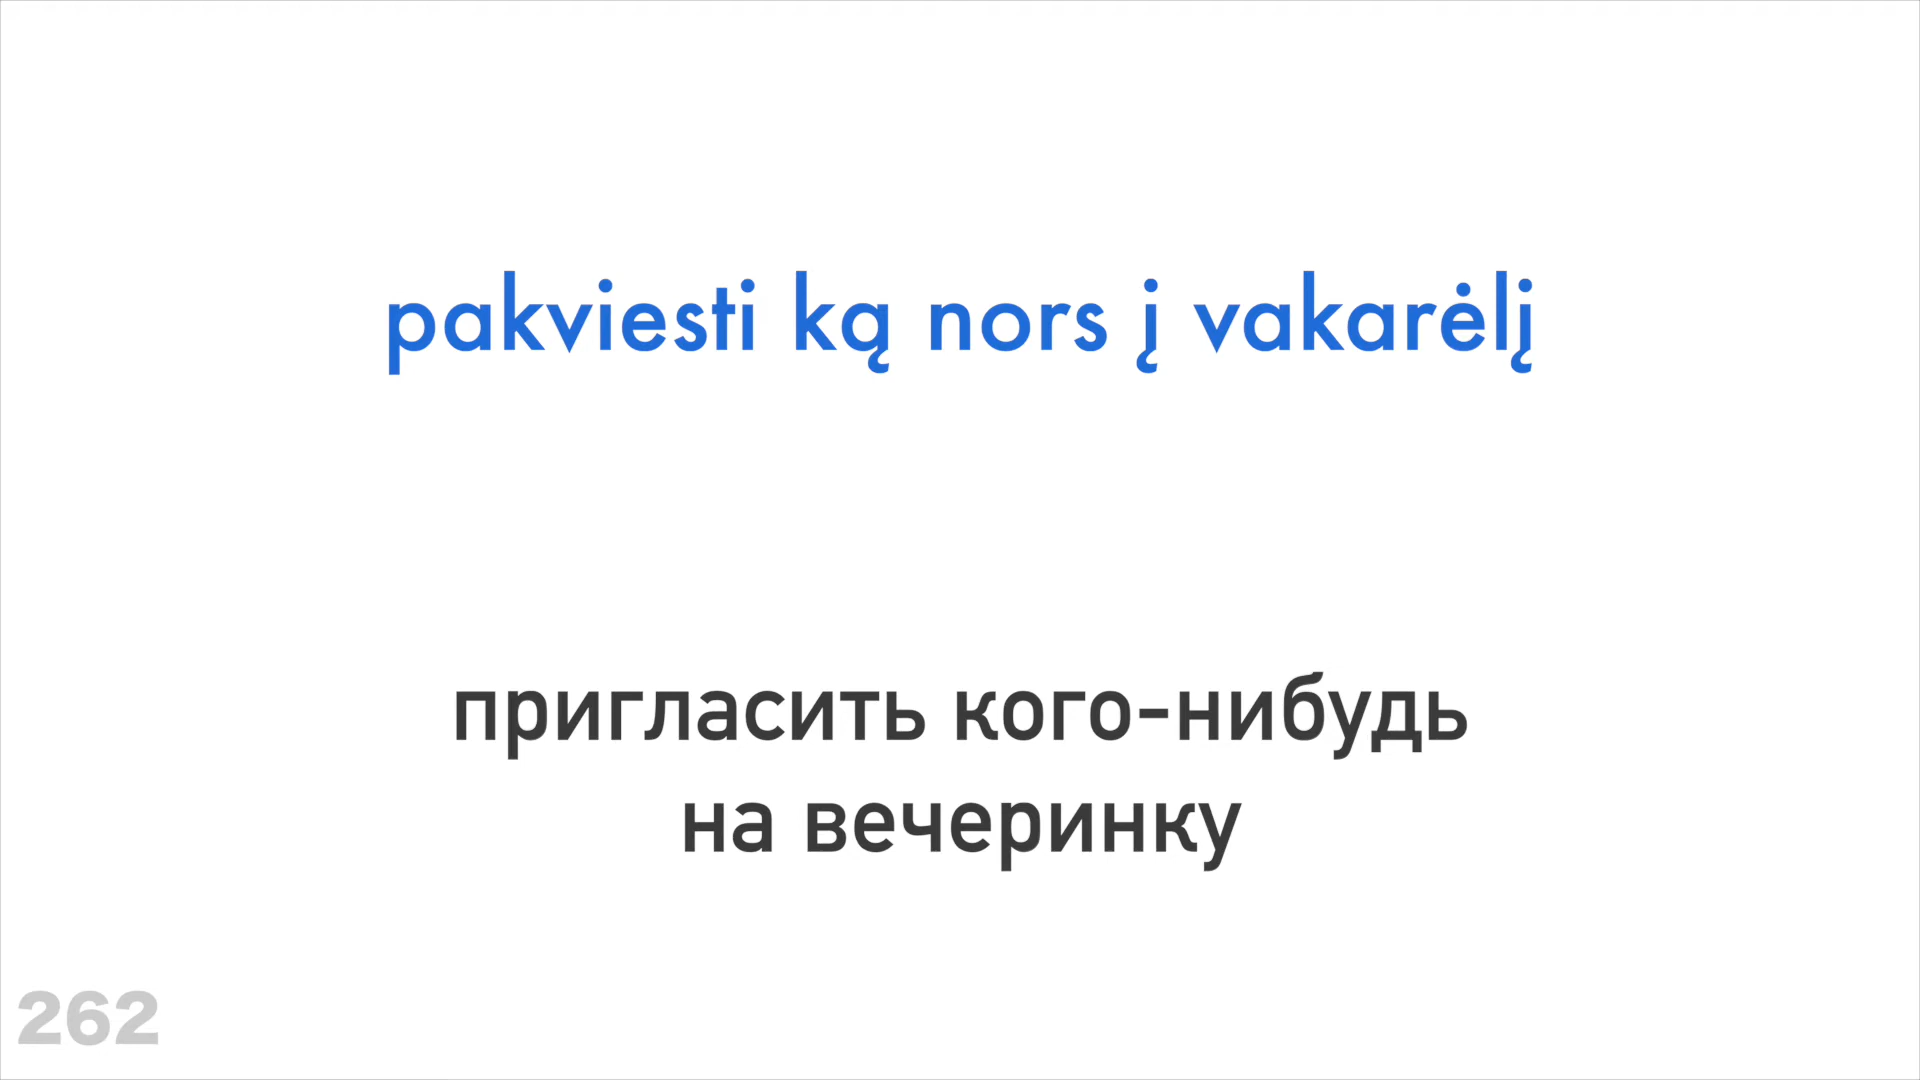 pakviesti ką nors į vakarėlį
пригласить кого-нибудь
на вечеринку
262